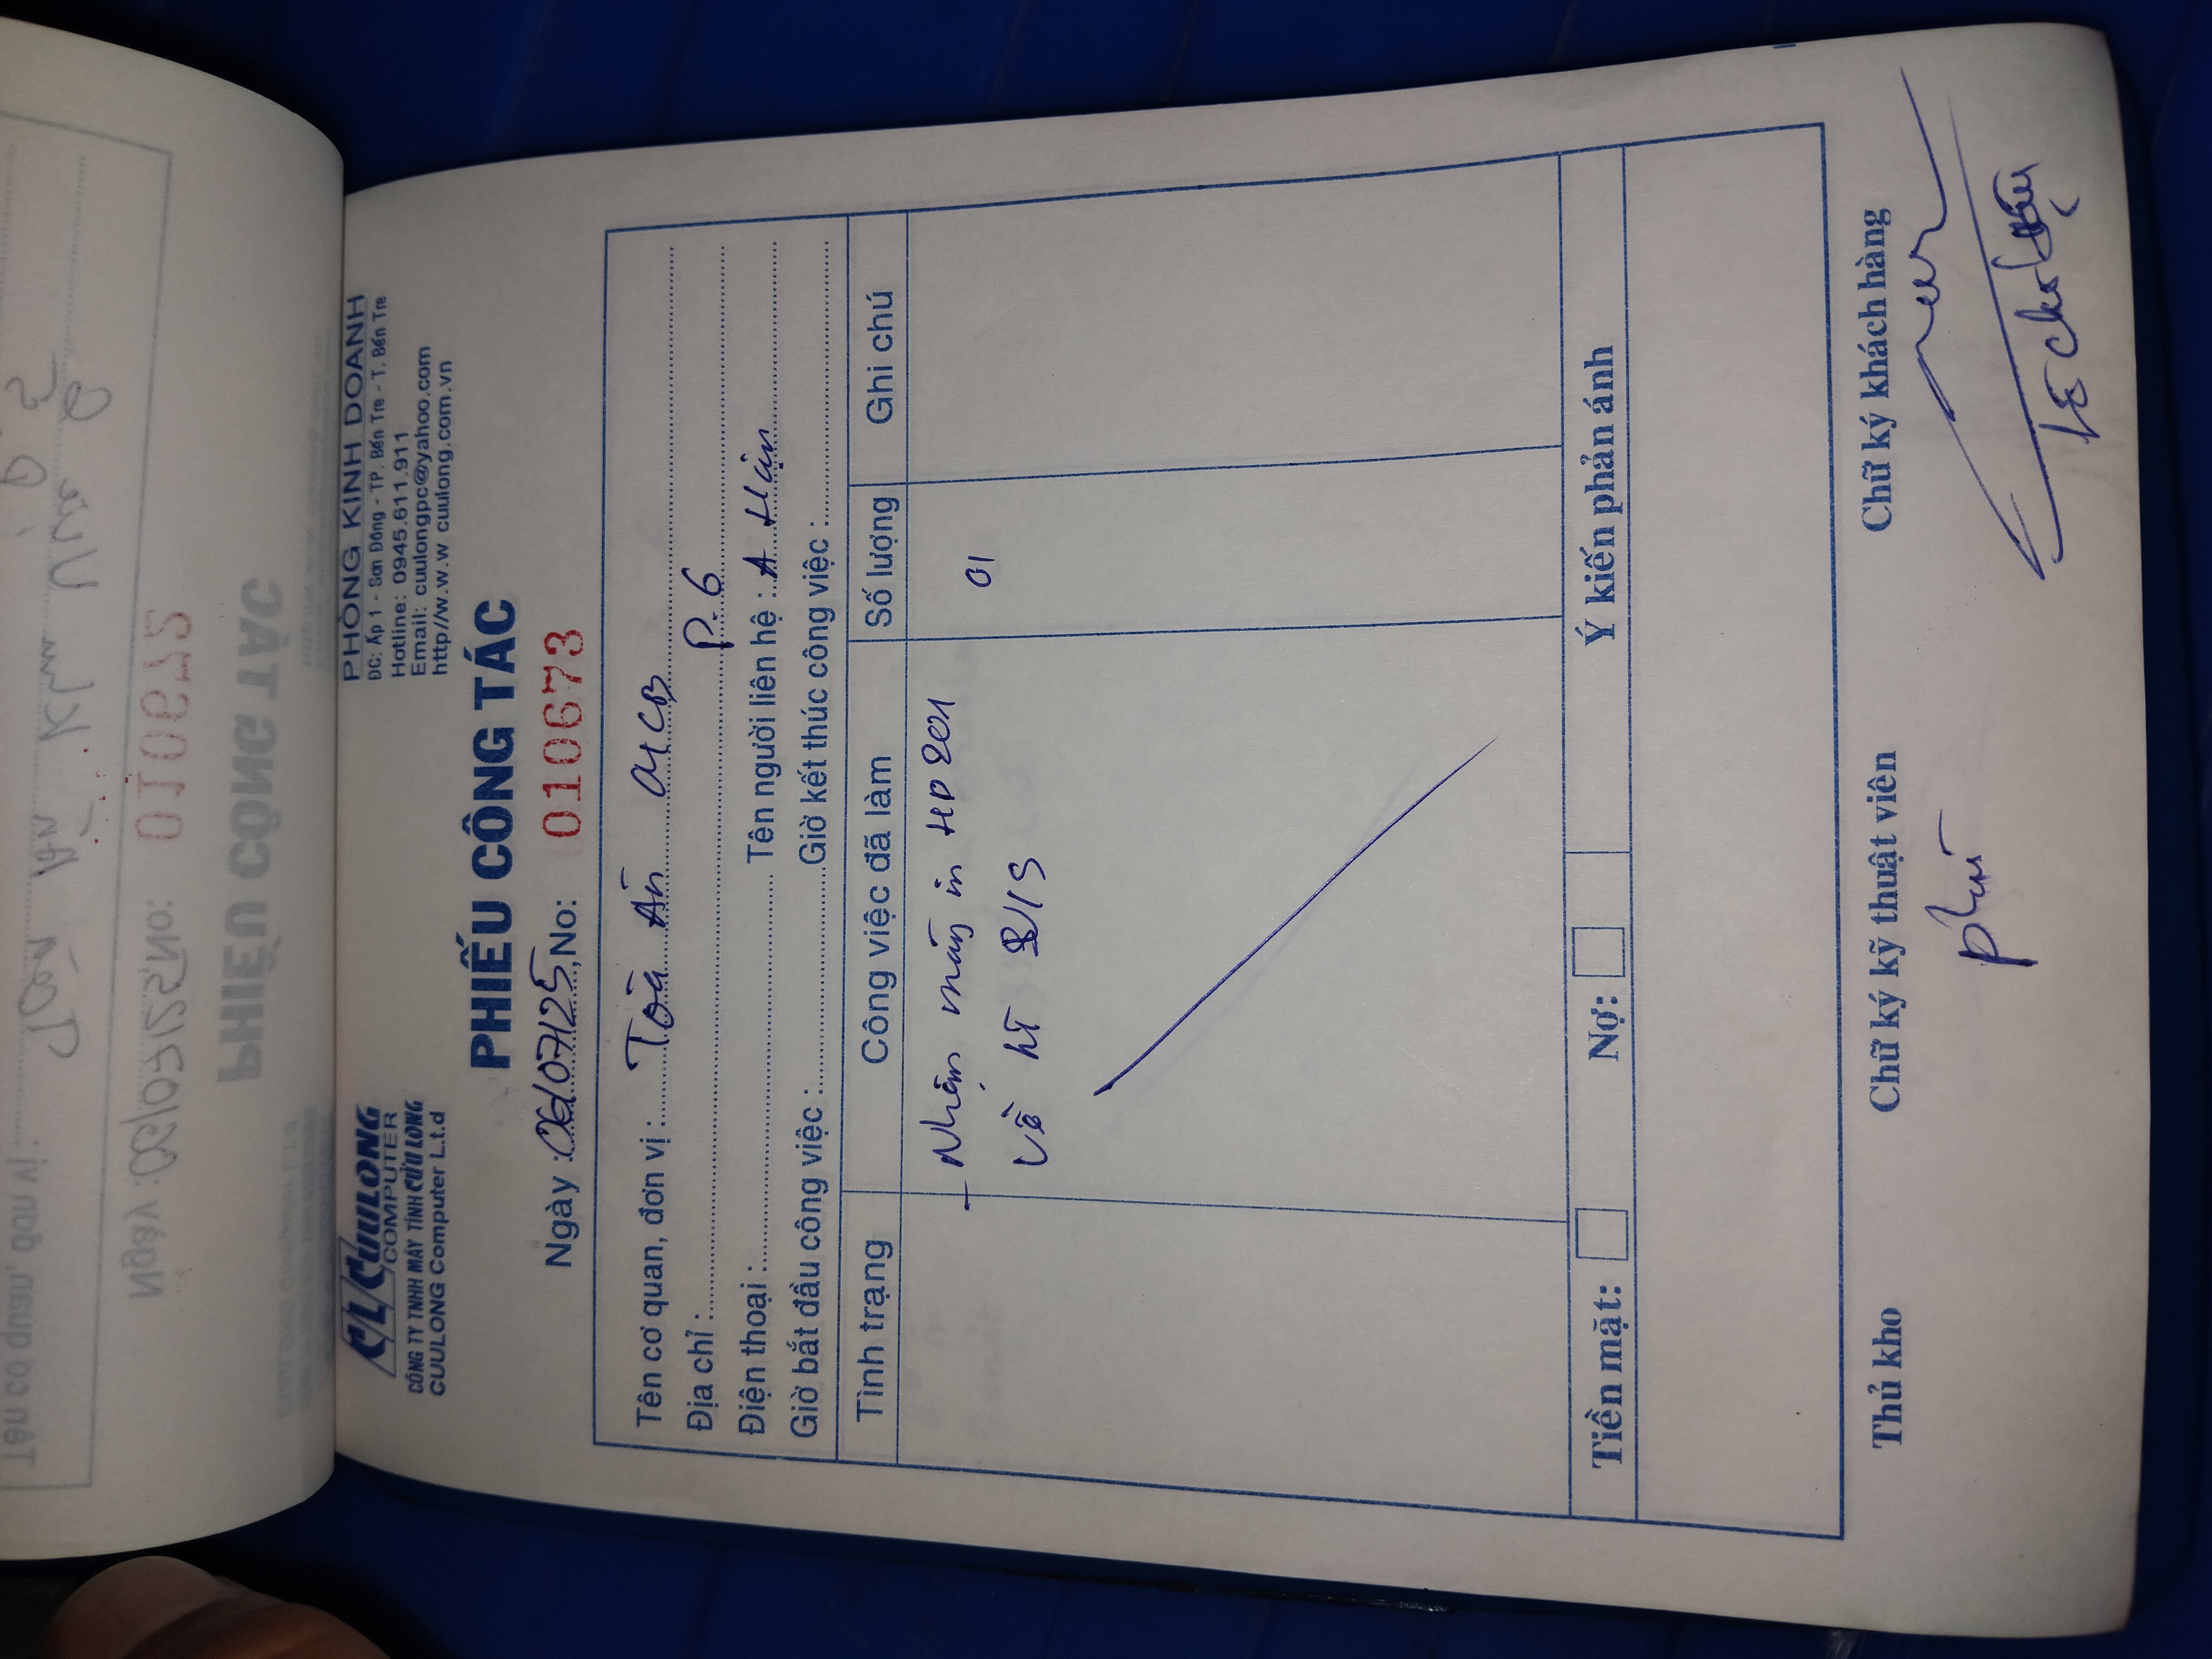 CUULONG
COMPUTER
CÔNG TY TNHH MÁY TÍNH CỬU LONG
CUULONG Computer L.t.d
PHÒNG KINH DOANH
ĐC: Ấp 1 - Sơn Đông - TP. Bến Tre - T. Bến Tre
Hotline: 0945.611.911
Email: cuulongpc@yahoo.com
http//w.w.w cuulong.com.vn
PHIẾU CÔNG TÁC
Ngày : /07/25, No: 010673
Tên cơ quan, đơn vị: Toà Án
Địa chỉ : P.6
Điện thoại : Tên người liên hệ : A
Giờ bắt đầu công việc : Giờ kết thúc công việc :
Tình trạng Công việc đã làm Số lượng Ghi chú
- Nhận máy in HP 01
Về
Tiền mặt: Nợ: Ý kiến phản ánh
Thủ kho Chữ ký kỹ thuật viên Chữ ký khách hàng
PHIẾU CÔNG TÁC
010672